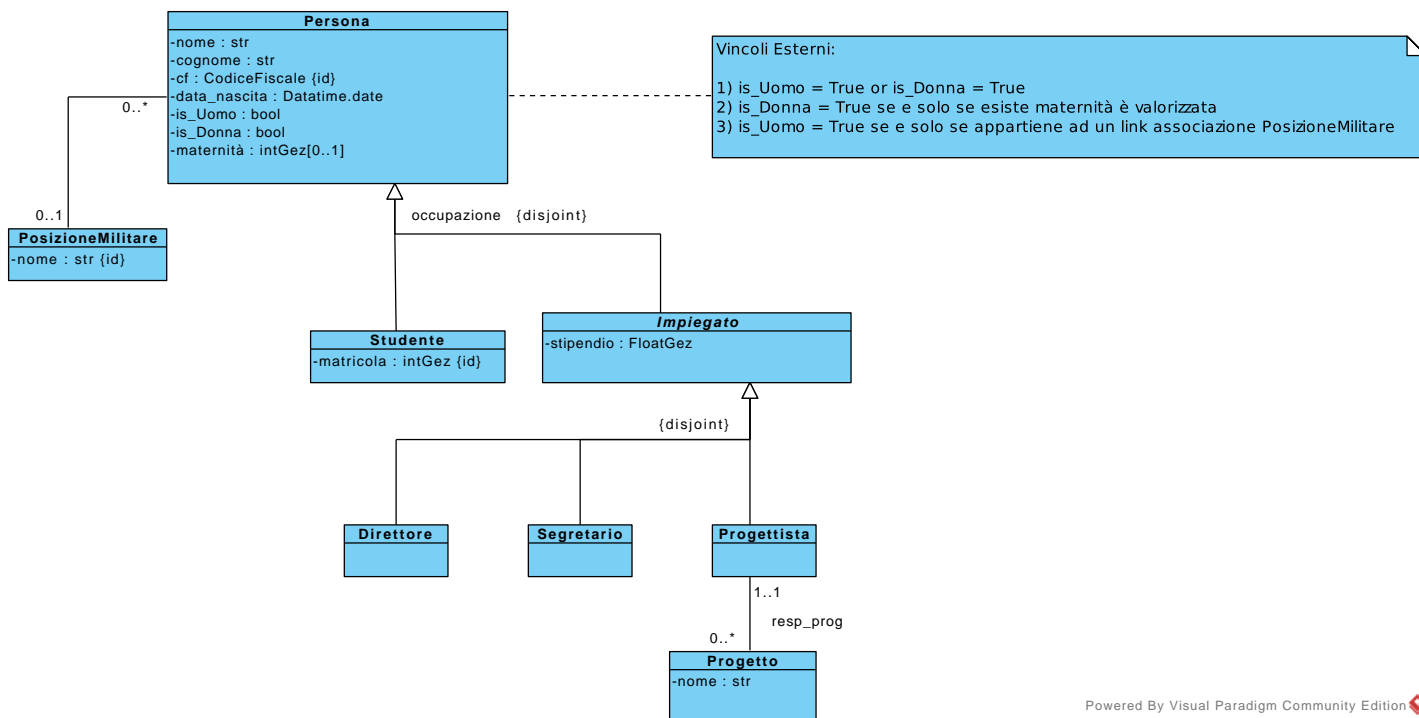 Persona
-nome : str
-cognome : str
-cf : CodiceFiscale {id}
-data_nascita : Datatime.date
-is_Uomo : bool
-is_Donna : bool
-maternità : intGez[0..1]
Vincoli Esterni:
1) is_Uomo = True or is_Donna = True
2) is_Donna = True se e solo se esiste maternità è valorizzata
3) is_Uomo = True se e solo se appartiene ad un link associazione PosizioneMilitare
0..*
0..1
PosizioneMilitare
-nome : str {id}
occupazione {disjoint}
Studente
-matricola : intGez {id}
Impiegato
-stipendio : FloatGez
{disjoint}
Direttore
Segretario
Progettista
1..1
resp_prog
0..*
Progetto
-nome : str
Powered By Visual Paradigm Community Edition